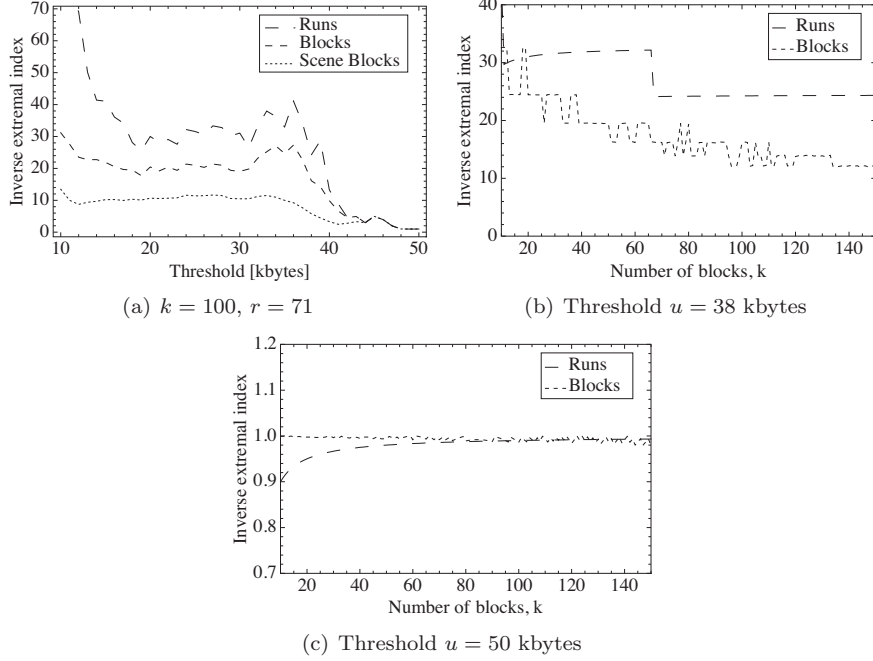 70
60
50
40
30
20
10
0
Inverse extremal index
Runs
Blocks
Scene Blocks
10 20 30 40 50
Threshold [kbytes]
(a) k = 100, r = 71
40
30
20
10
0
Inverse extremal index
Runs
Blocks
20 40 60 80 100 120 140
Number of blocks, k
(b) Threshold u = 38 kbytes
1.2
1.1
1.0
0.9
0.8
0.7
Inverse extremal index
Runs
Blocks
20 40 60 80 100 120 140
Number of blocks, k
(c) Threshold u = 50 kbytes